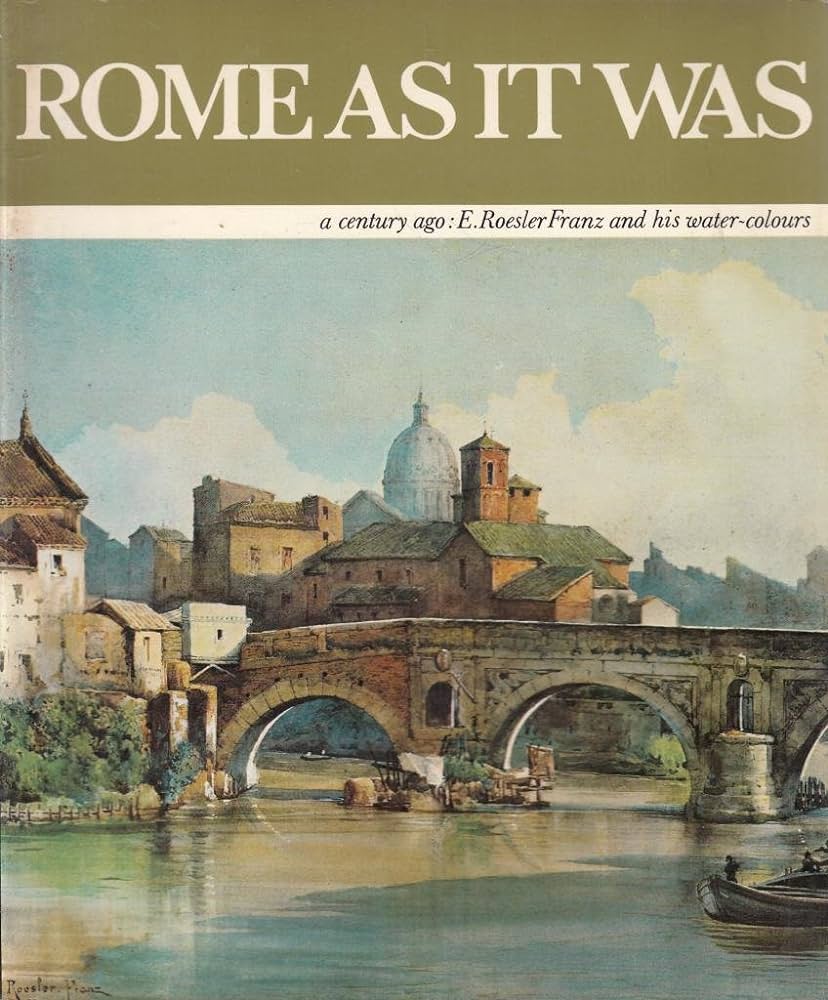 ROME AS IT WAS
a century ago: E. Roesler Franz and his water-colours
Roesler. Franz